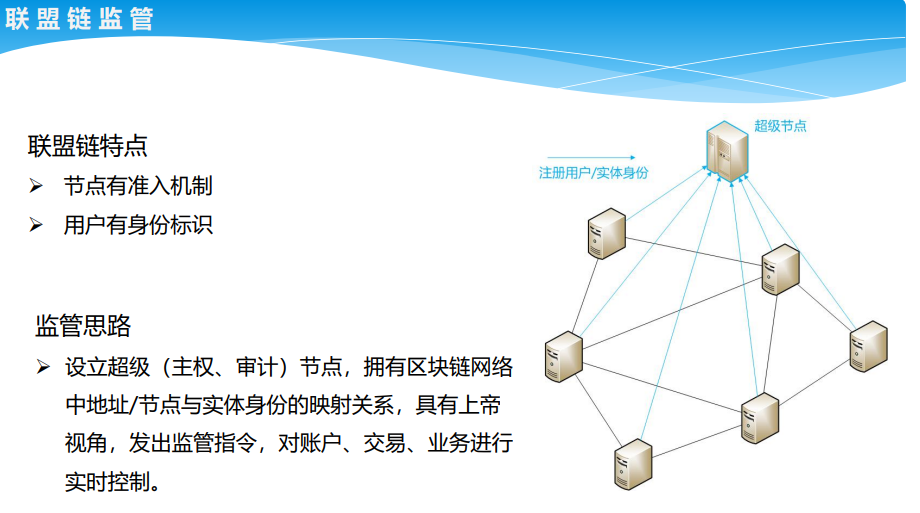 联盟链监管
联盟链特点
➢ 节点有准入机制
➢ 用户有身份标识
监管思路
➢ 设立超级（主权、审计）节点，拥有区块链网络
中地址/节点与实体身份的映射关系，具有上帝
视角，发出监管指令，对账户、交易、业务进行
实时控制。
超级节点
注册用户/实体身份